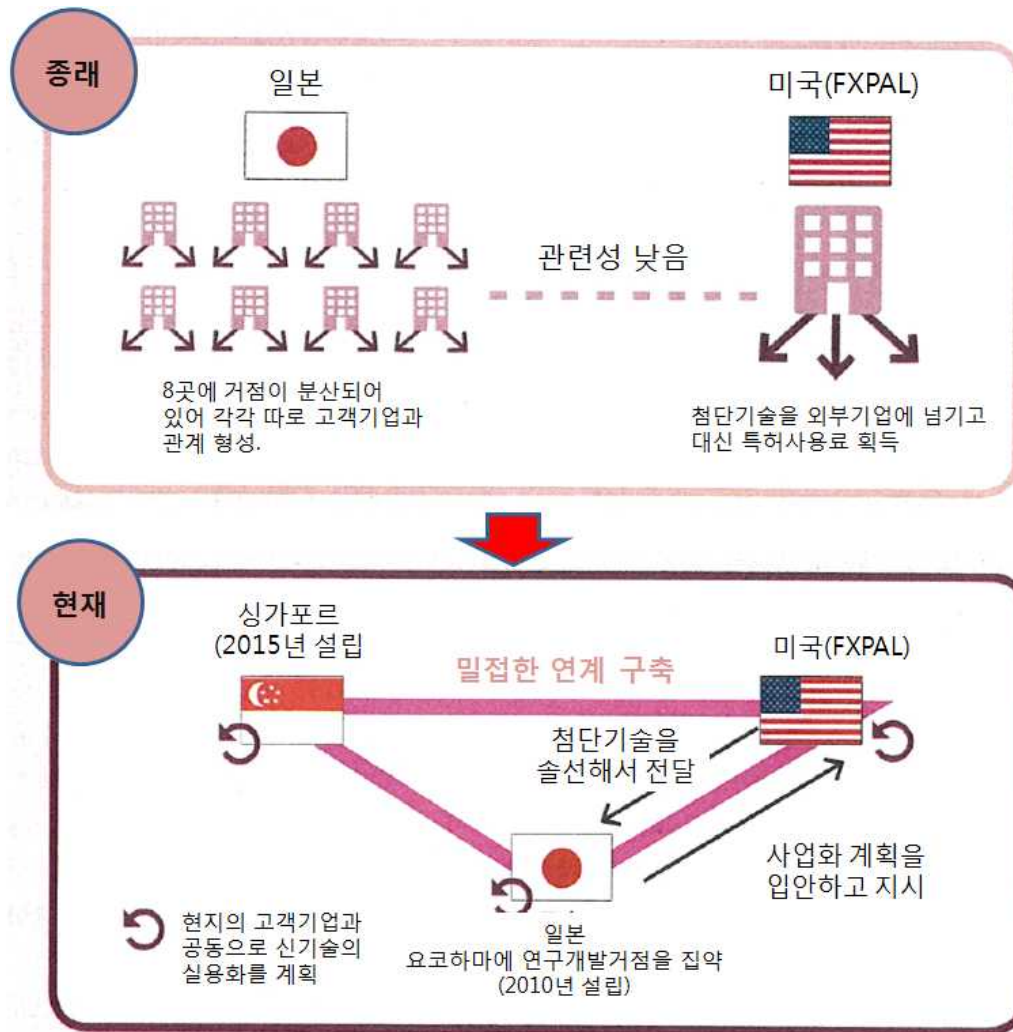 종래
일본
미국(FXPAL)
관련성 낮음
8곳에 거점이 분산되어
있어 각각 따로 고객기업과
관계 형성.
첨단기술을 외부기업에 넘기고
대신 특허사용료 획득
현재
싱가포르
(2015년 설립
미국(FXPAL)
밀접한 연계 구축
첨단기술을
솔선해서 전달
사업화 계획을
입안하고 지시
현지의 고객기업과
공동으로 신기술의
실용화를 계획
일본
요코하마에 연구개발거점을 집약
(2010년 설립)